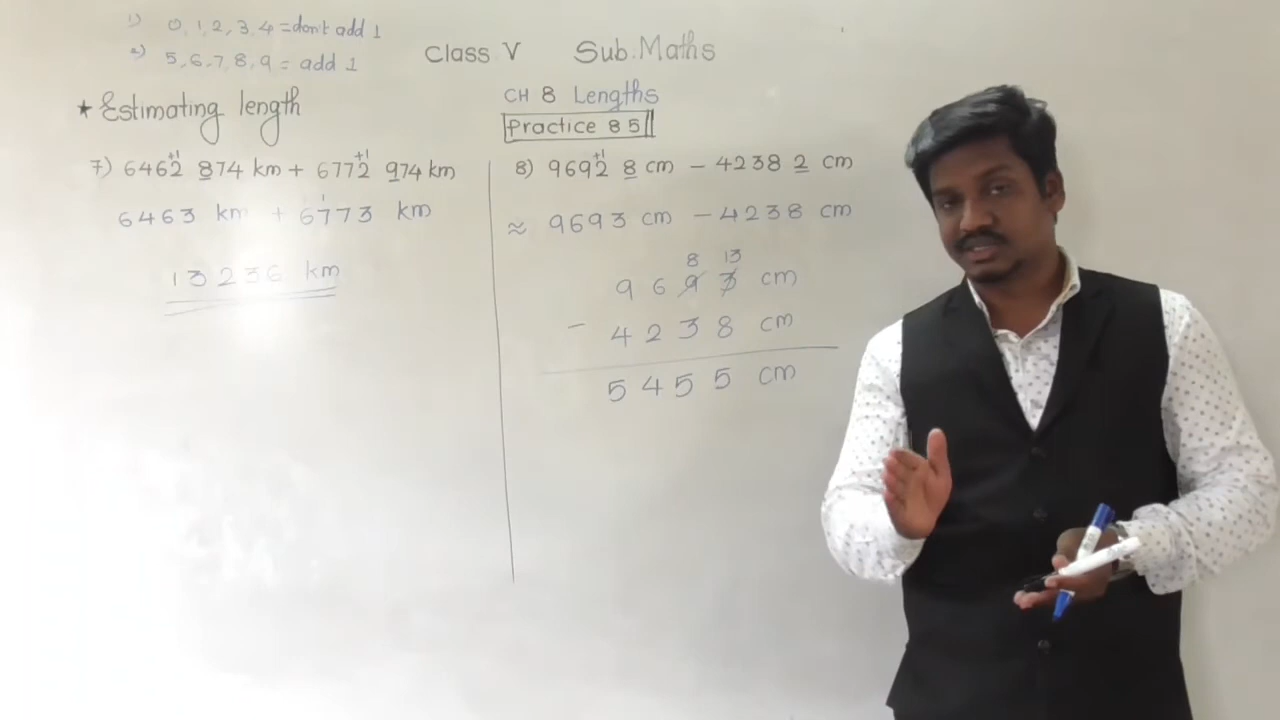 1) 0, 1, 2, 3, 4 = don't add 1
2) 5, 6, 7, 8, 9 = add 1
Class V Sub: Maths
★ Estimating length
CH 8 Lengths
Practice 8 5
+1 +1
7) 6462 874 km + 6772 974 km
1
6463 km + 6773 km
13236 km
+1
8) 9692 8 cm - 4238 2 cm
≈ 9693 cm - 4238 cm
8 13
9 6 9 3 cm
- 4 2 3 8 cm
5 4 5 5 cm